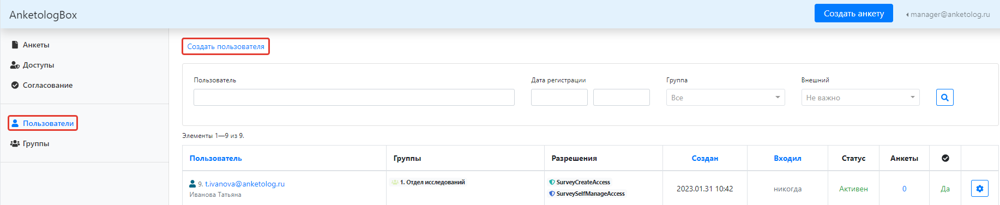 AnketologBox
Создать анкету
manager@anketolog.ru
Анкеты
Доступы
Согласование
Пользователи
Группы
Создать пользователя
Пользователь
Дата регистрации
Группа
Внешний
Все
Не важно
Элементы 1—9 из 9.
Пользователь Группы Разрешения Создан Входил Статус Анкеты
9. t.ivanova@anketolog.ru
Иванова Татьяна
1. Отдел исследований
SurveyCreateAccess
SurveySelfManageAccess
2023.01.31 10:42
никогда
Активен
0
Да